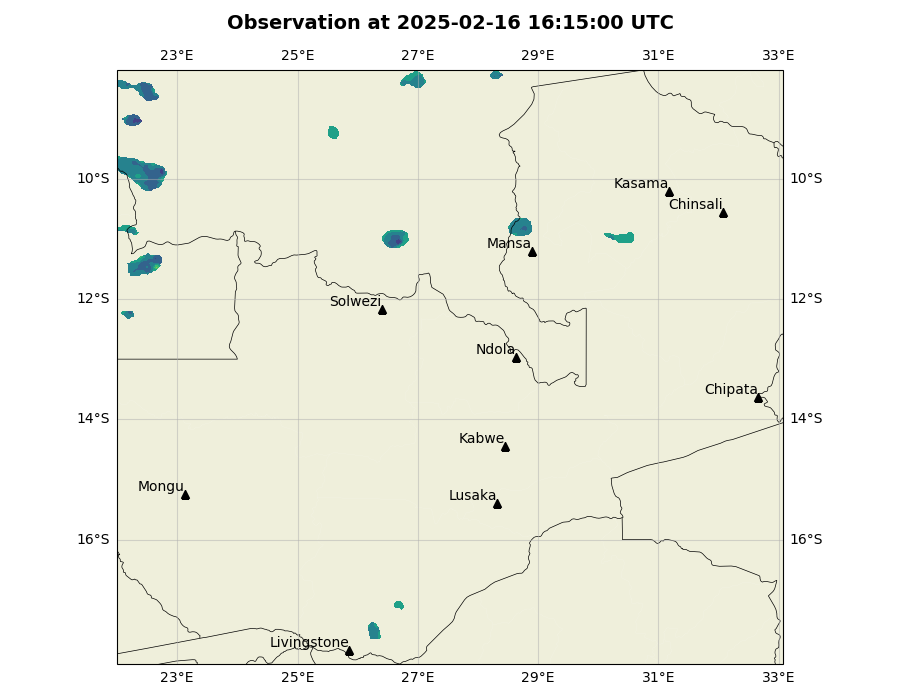 Observation at 2025-02-16 16:15:00 UTC
23°E 25°E 27°E 29°E 31°E 33°E
10°S 10°S
Kasama
Chinsali
Mansa
12°S 12°S
Solwezi
Ndola
Chipata
14°S 14°S
Kabwe
Mongu
Lusaka
16°S 16°S
Livingstone
23°E 25°E 27°E 29°E 31°E 33°E